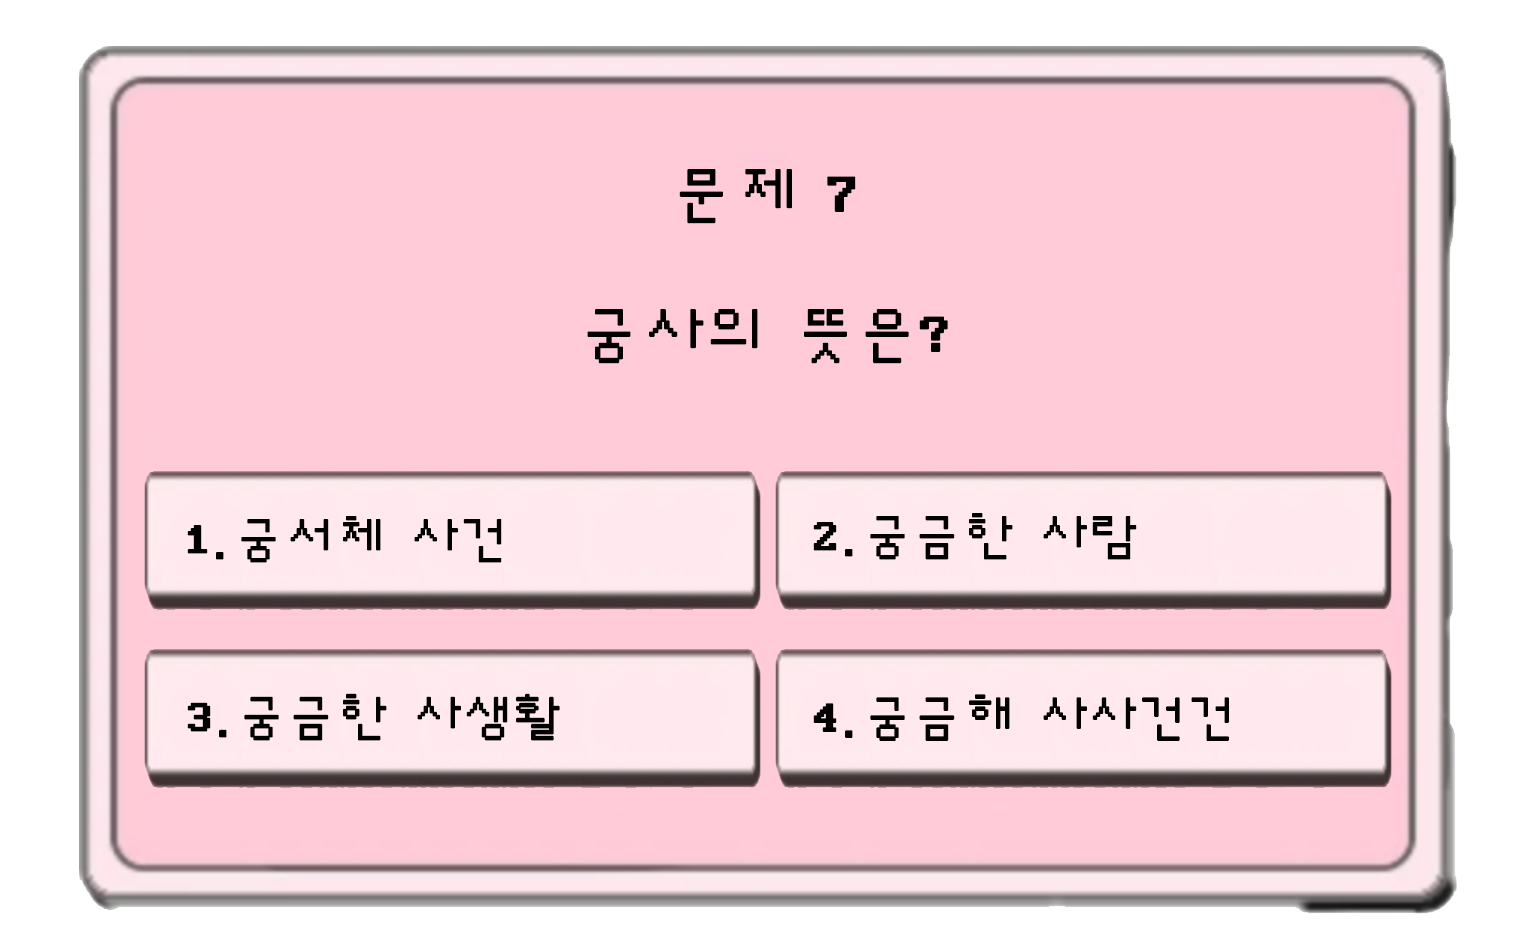 문제 7
궁사의 뜻은?
1. 궁서체 사건
2. 궁금한 사람
3. 궁금한 사생활
4. 궁금해 사사건건